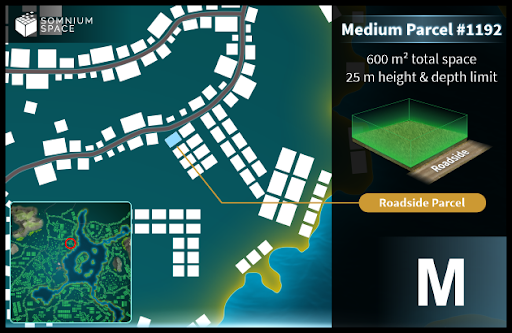 SOMNIUM
SPACE
Medium Parcel #1192
600 m² total space
25 m height & depth limit
Roadside
Roadside Parcel
M